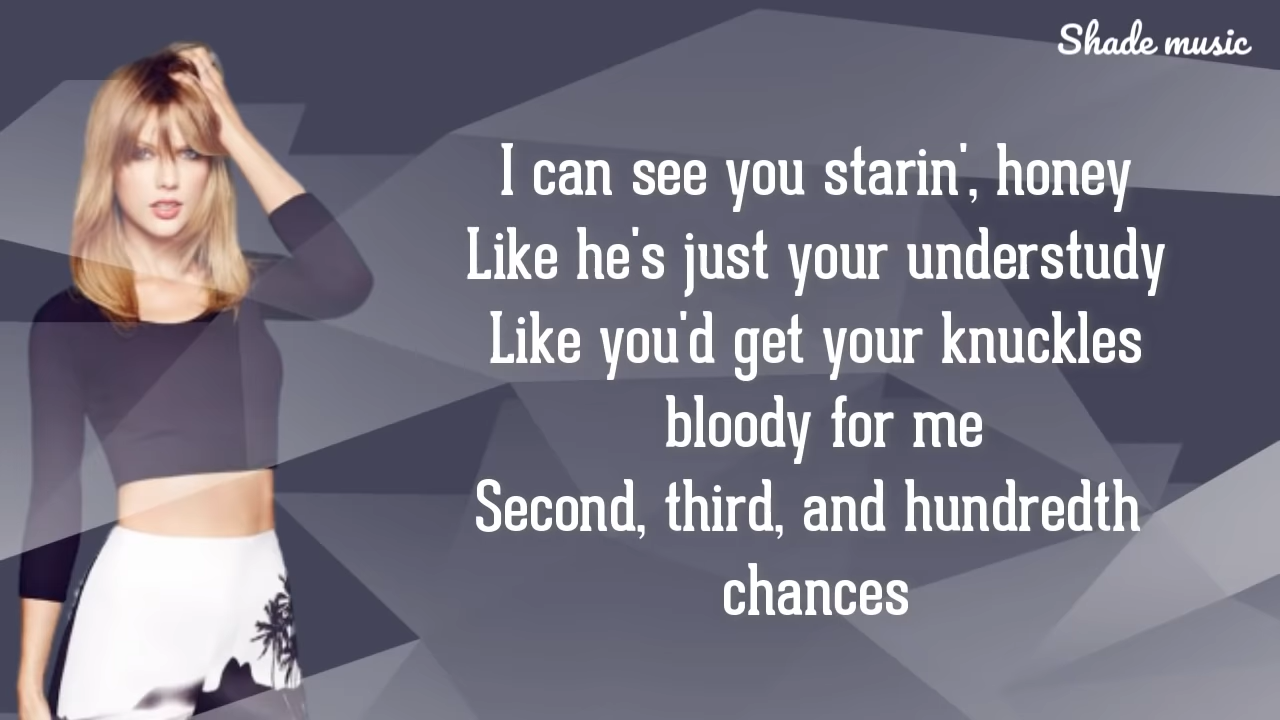 Shade music
I can see you starin', honey
Like he's just your understudy
Like you'd get your knuckles
bloody for me
Second, third, and hundredth
chances